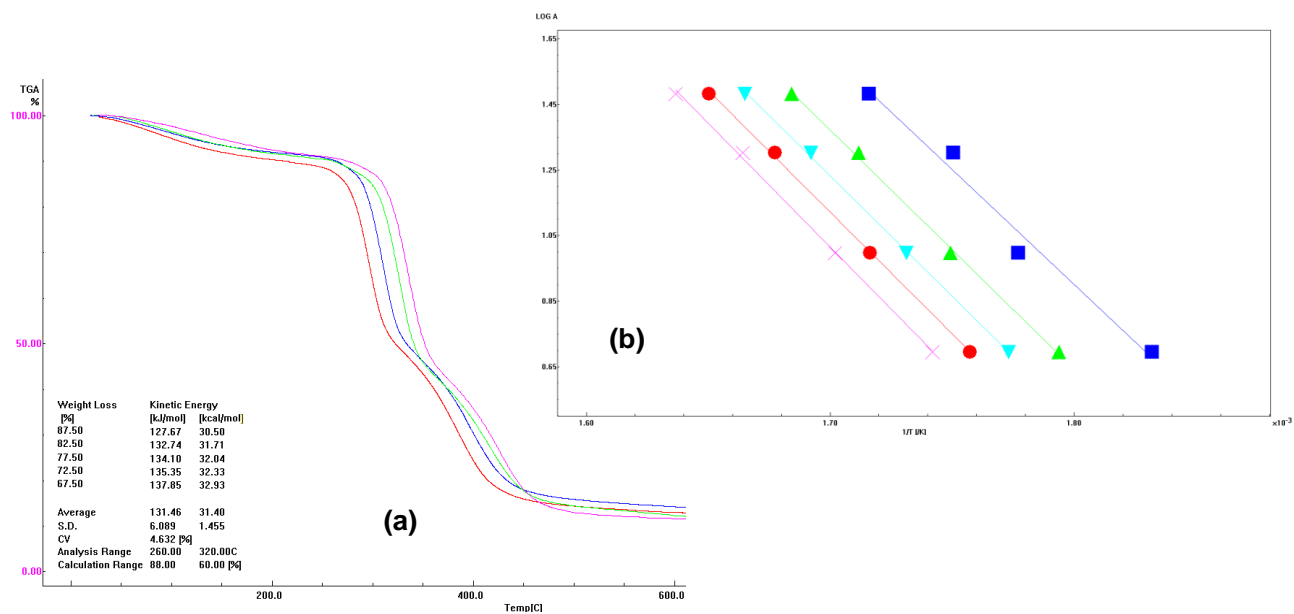 TGA
%
100.00
50.00
0.00
Weight Loss Kinetic Energy
[%] [kJ/mol] [kcal/mol]
87.50 127.67 30.50
82.50 132.74 31.71
77.50 134.10 32.04
72.50 135.35 32.33
67.50 137.85 32.93
Average 131.46 31.40
S.D. 6.089 1.455
CV 4.632 [%]
Analysis Range 260.00 320.00C
Calculation Range 88.00 60.00 [%]
(a)
200.0 400.0 600.0
Temp[C]
LOG A
1.65
1.45
1.25
1.05
0.85
0.65
(b)
1.60 1.70 1.80 ×10⁻³
1/T [/K]